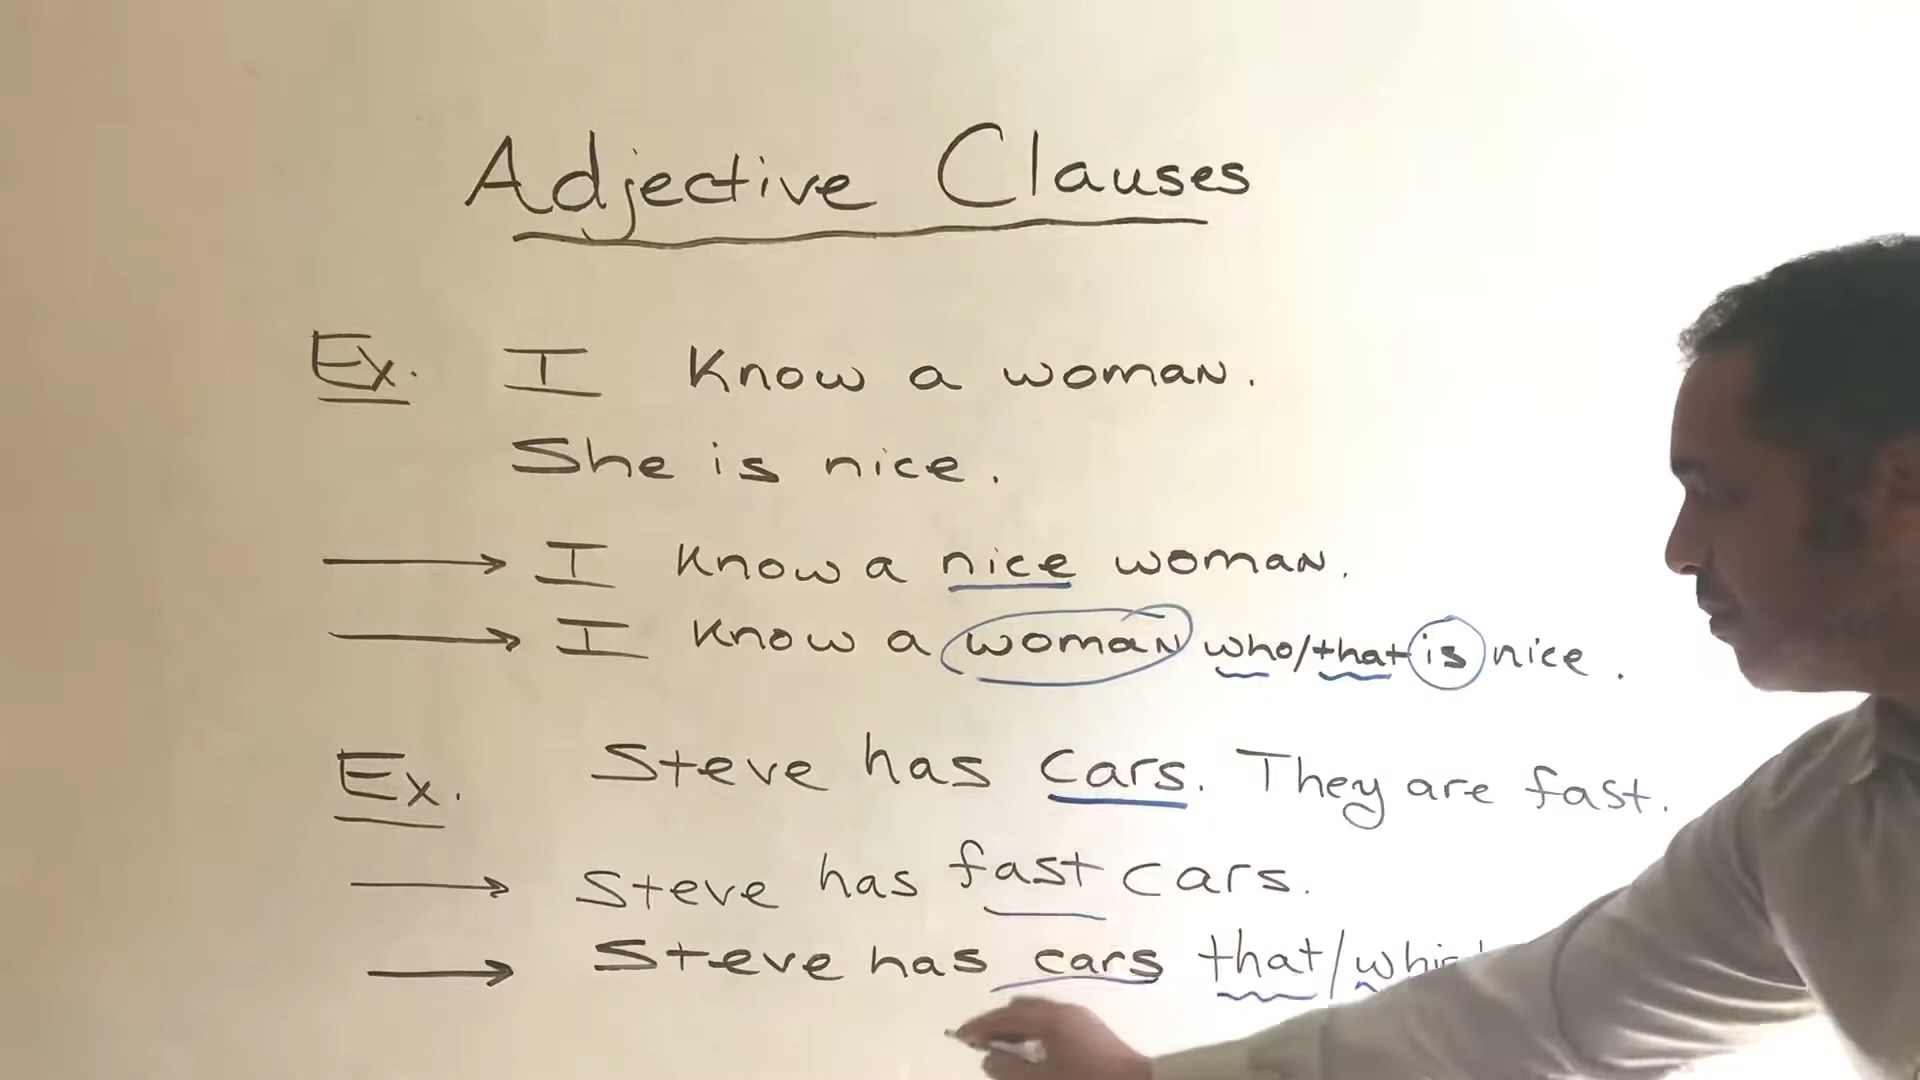 Adjective Clauses
Ex. I know a woman.
She is nice.
→ I know a nice woman.
→ I know a woman who/that is nice.
Ex. Steve has cars. They are fast.
→ Steve has fast cars.
→ Steve has cars that/